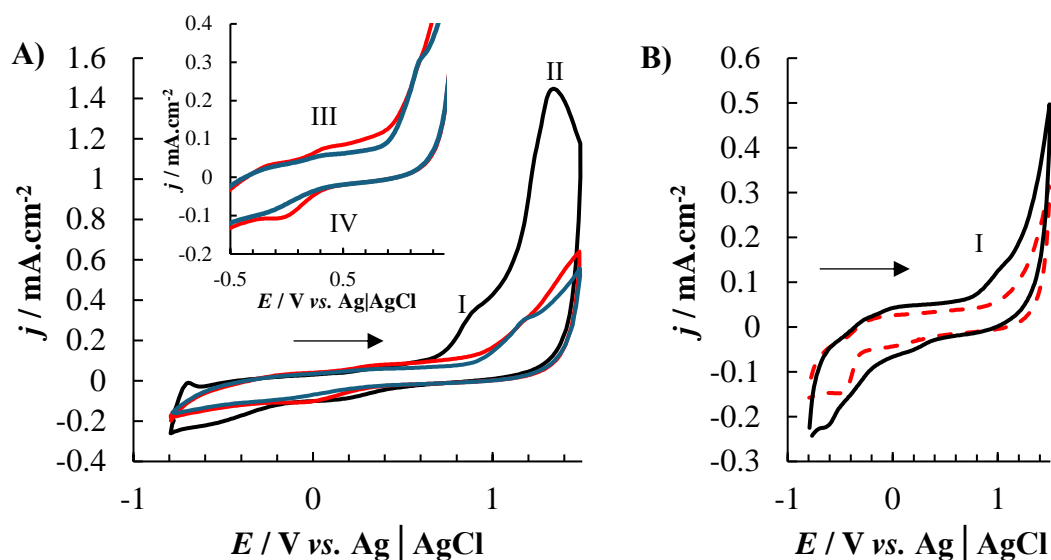 A)
1.6
1.4
1.2
1
0.8
0.6
0.4
0.2
0
-0.2
-0.4
j / mA.cm-2
-1
0
1
E / V vs. Ag | AgCl
I
II
0.4
0.3
0.2
0.1
0
-0.1
-0.2
j / mA.cm-2
-0.5
0.5
E / V vs. Ag|AgCl
III
IV
B)
0.6
0.5
0.4
0.3
0.2
0.1
0
-0.1
-0.2
-0.3
j / mA.cm-2
-1
0
1
E / V vs. Ag | AgCl
I